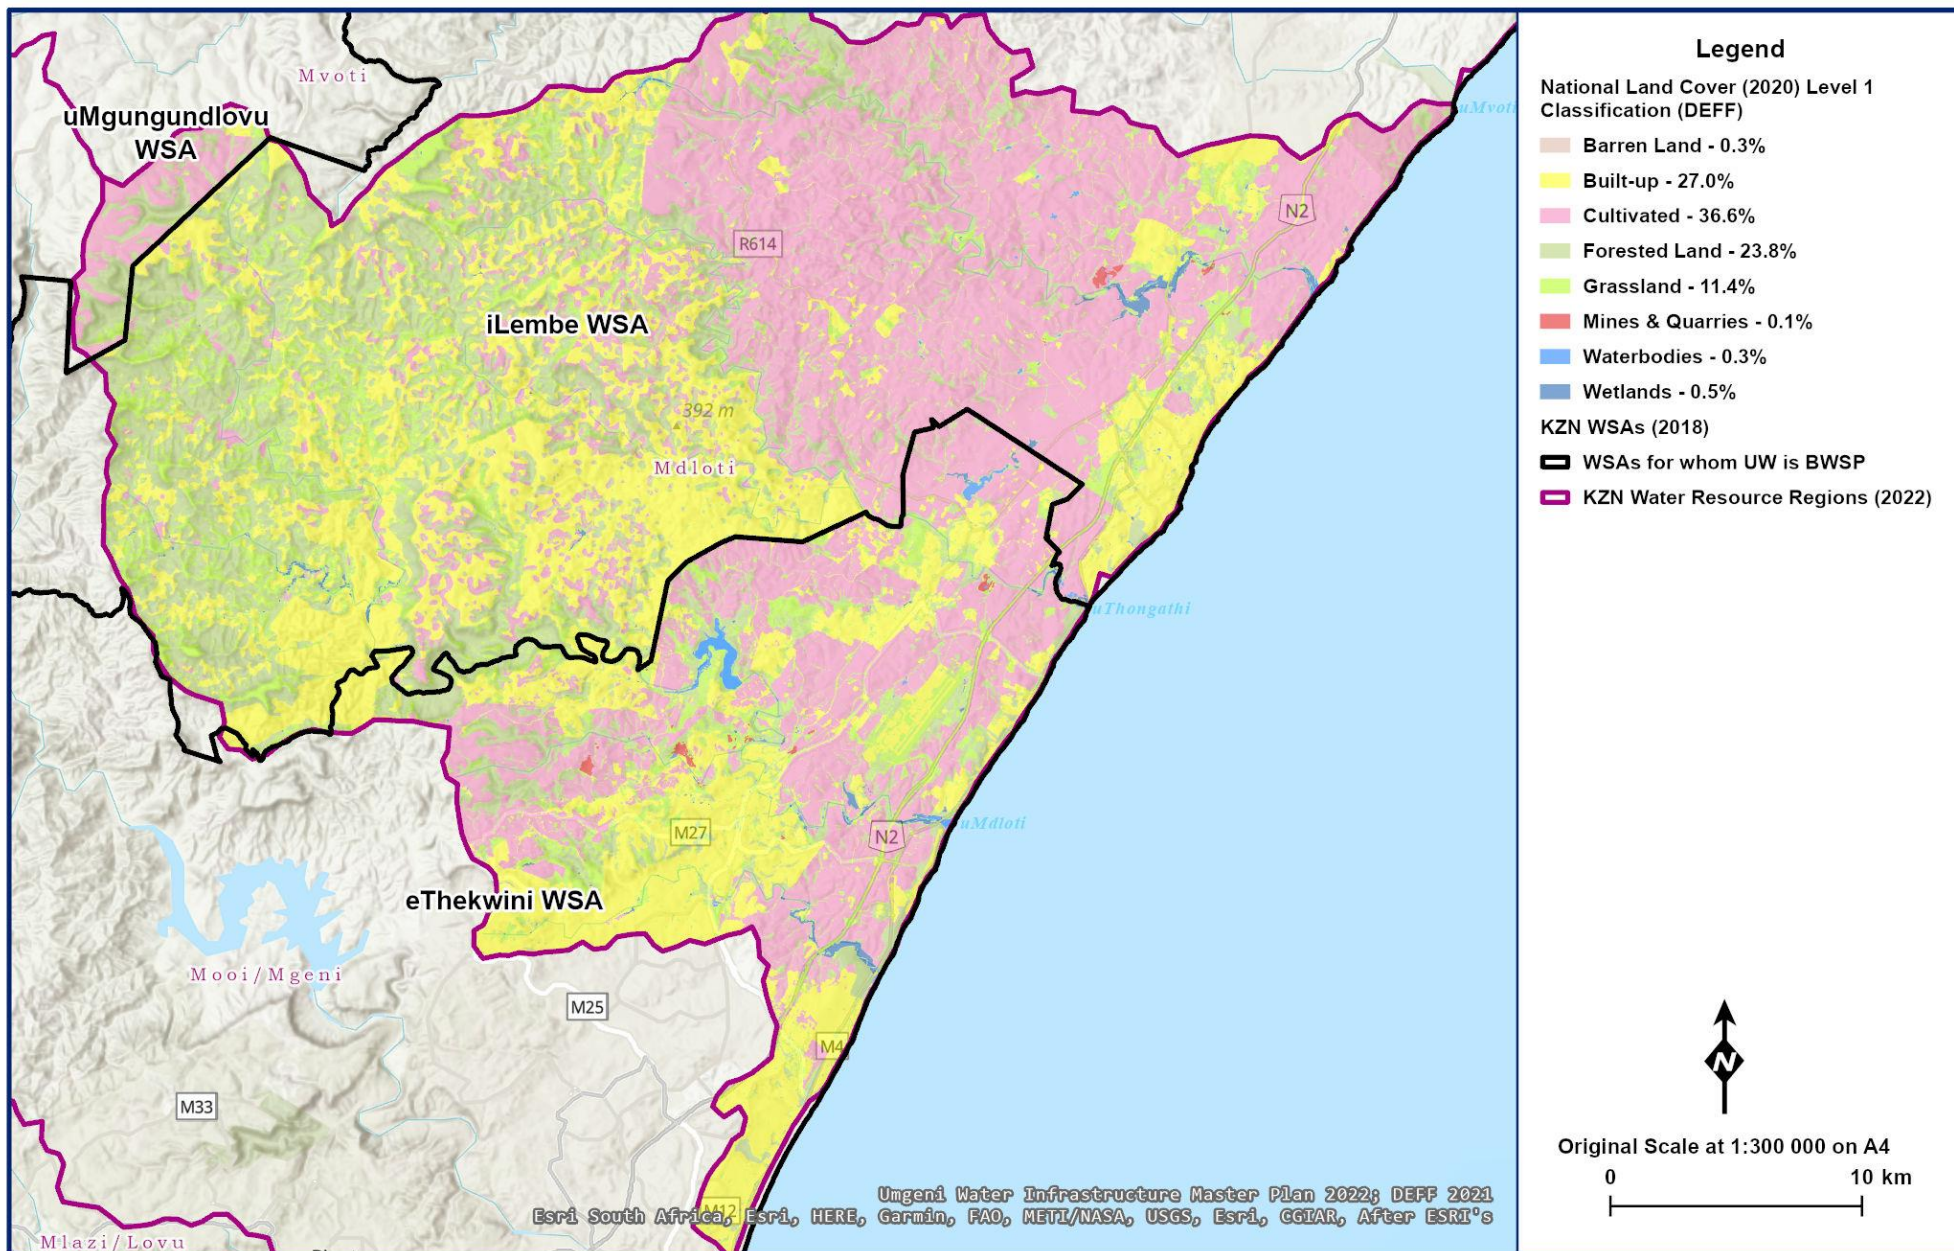 Mvoti
uMgungundlovu
WSA
uMvoti
N2
R614
iLembe WSA
392 m
Mdloti
uThongathi
M27
N2
uMdloti
eThekwini WSA
Mooi/Mgeni
M25
M4
M33
M12
Mlazi/Lovu
Umgeni Water Infrastructure Master Plan 2022; DEFF 2021
Esri South Africa, Esri, HERE, Garmin, FAO, METI/NASA, USGS, Esri, CGIAR, After ESRI's
Legend
National Land Cover (2020) Level 1
Classification (DEFF)
Barren Land - 0.3%
Built-up - 27.0%
Cultivated - 36.6%
Forested Land - 23.8%
Grassland - 11.4%
Mines & Quarries - 0.1%
Waterbodies - 0.3%
Wetlands - 0.5%
KZN WSAs (2018)
WSAs for whom UW is BWSP
KZN Water Resource Regions (2022)
N
Original Scale at 1:300 000 on A4
0 10 km